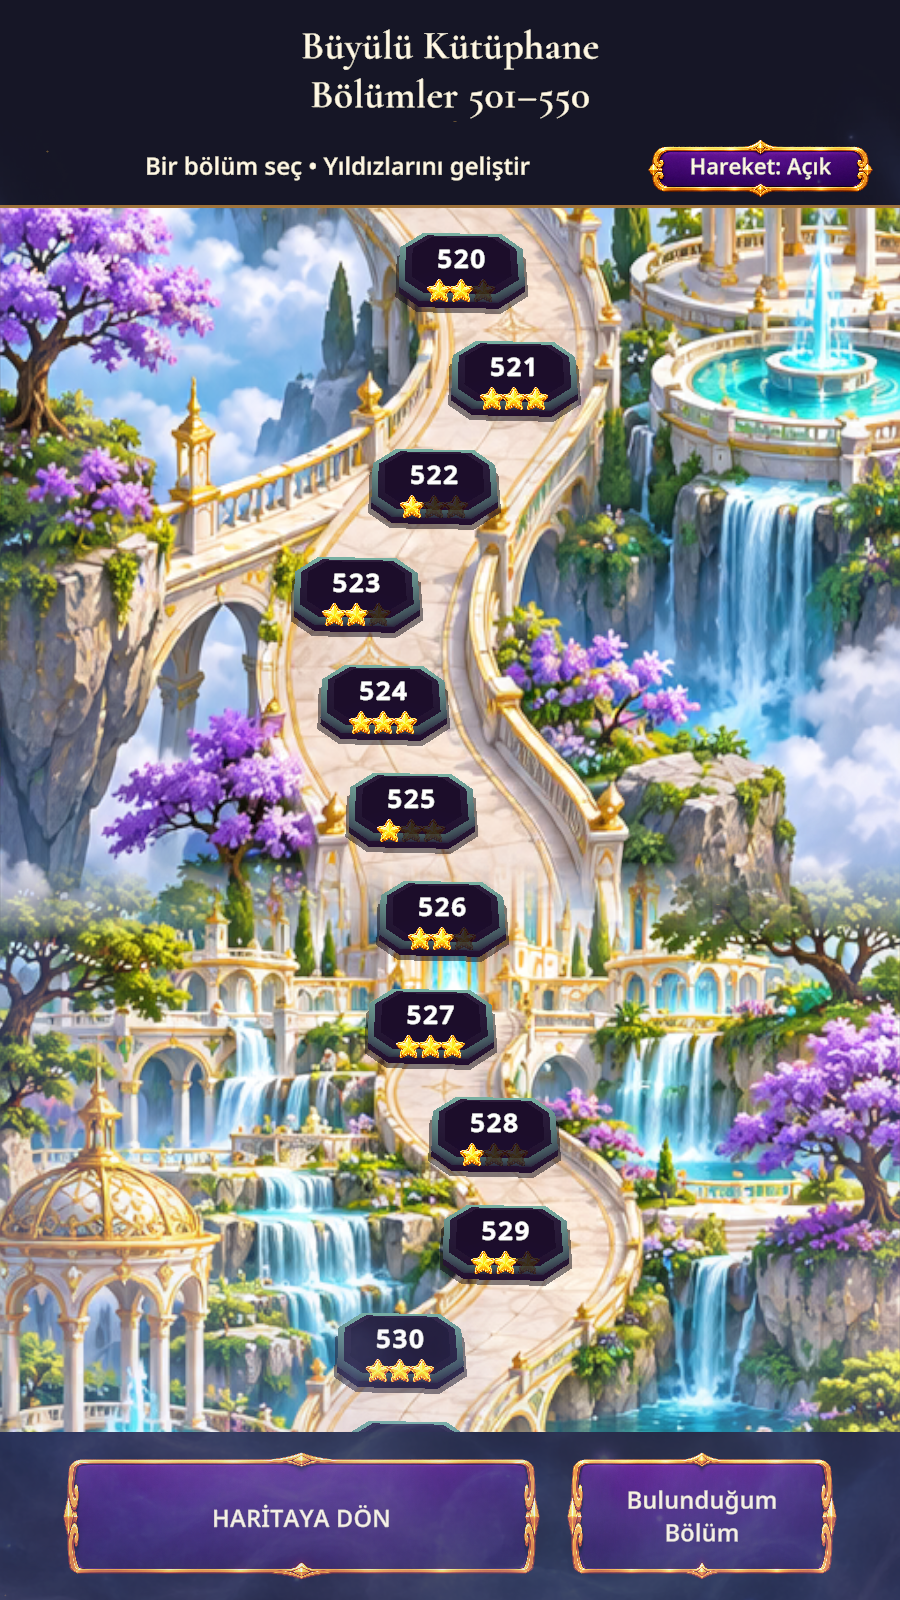 Büyülü Kütüphane
Bölümler 501–550
Bir bölüm seç • Yıldızlarını geliştir
Hareket: Açık
520
521
522
523
524
525
526
527
528
529
530
HARİTAYA DÖN
Bulunduğum
Bölüm